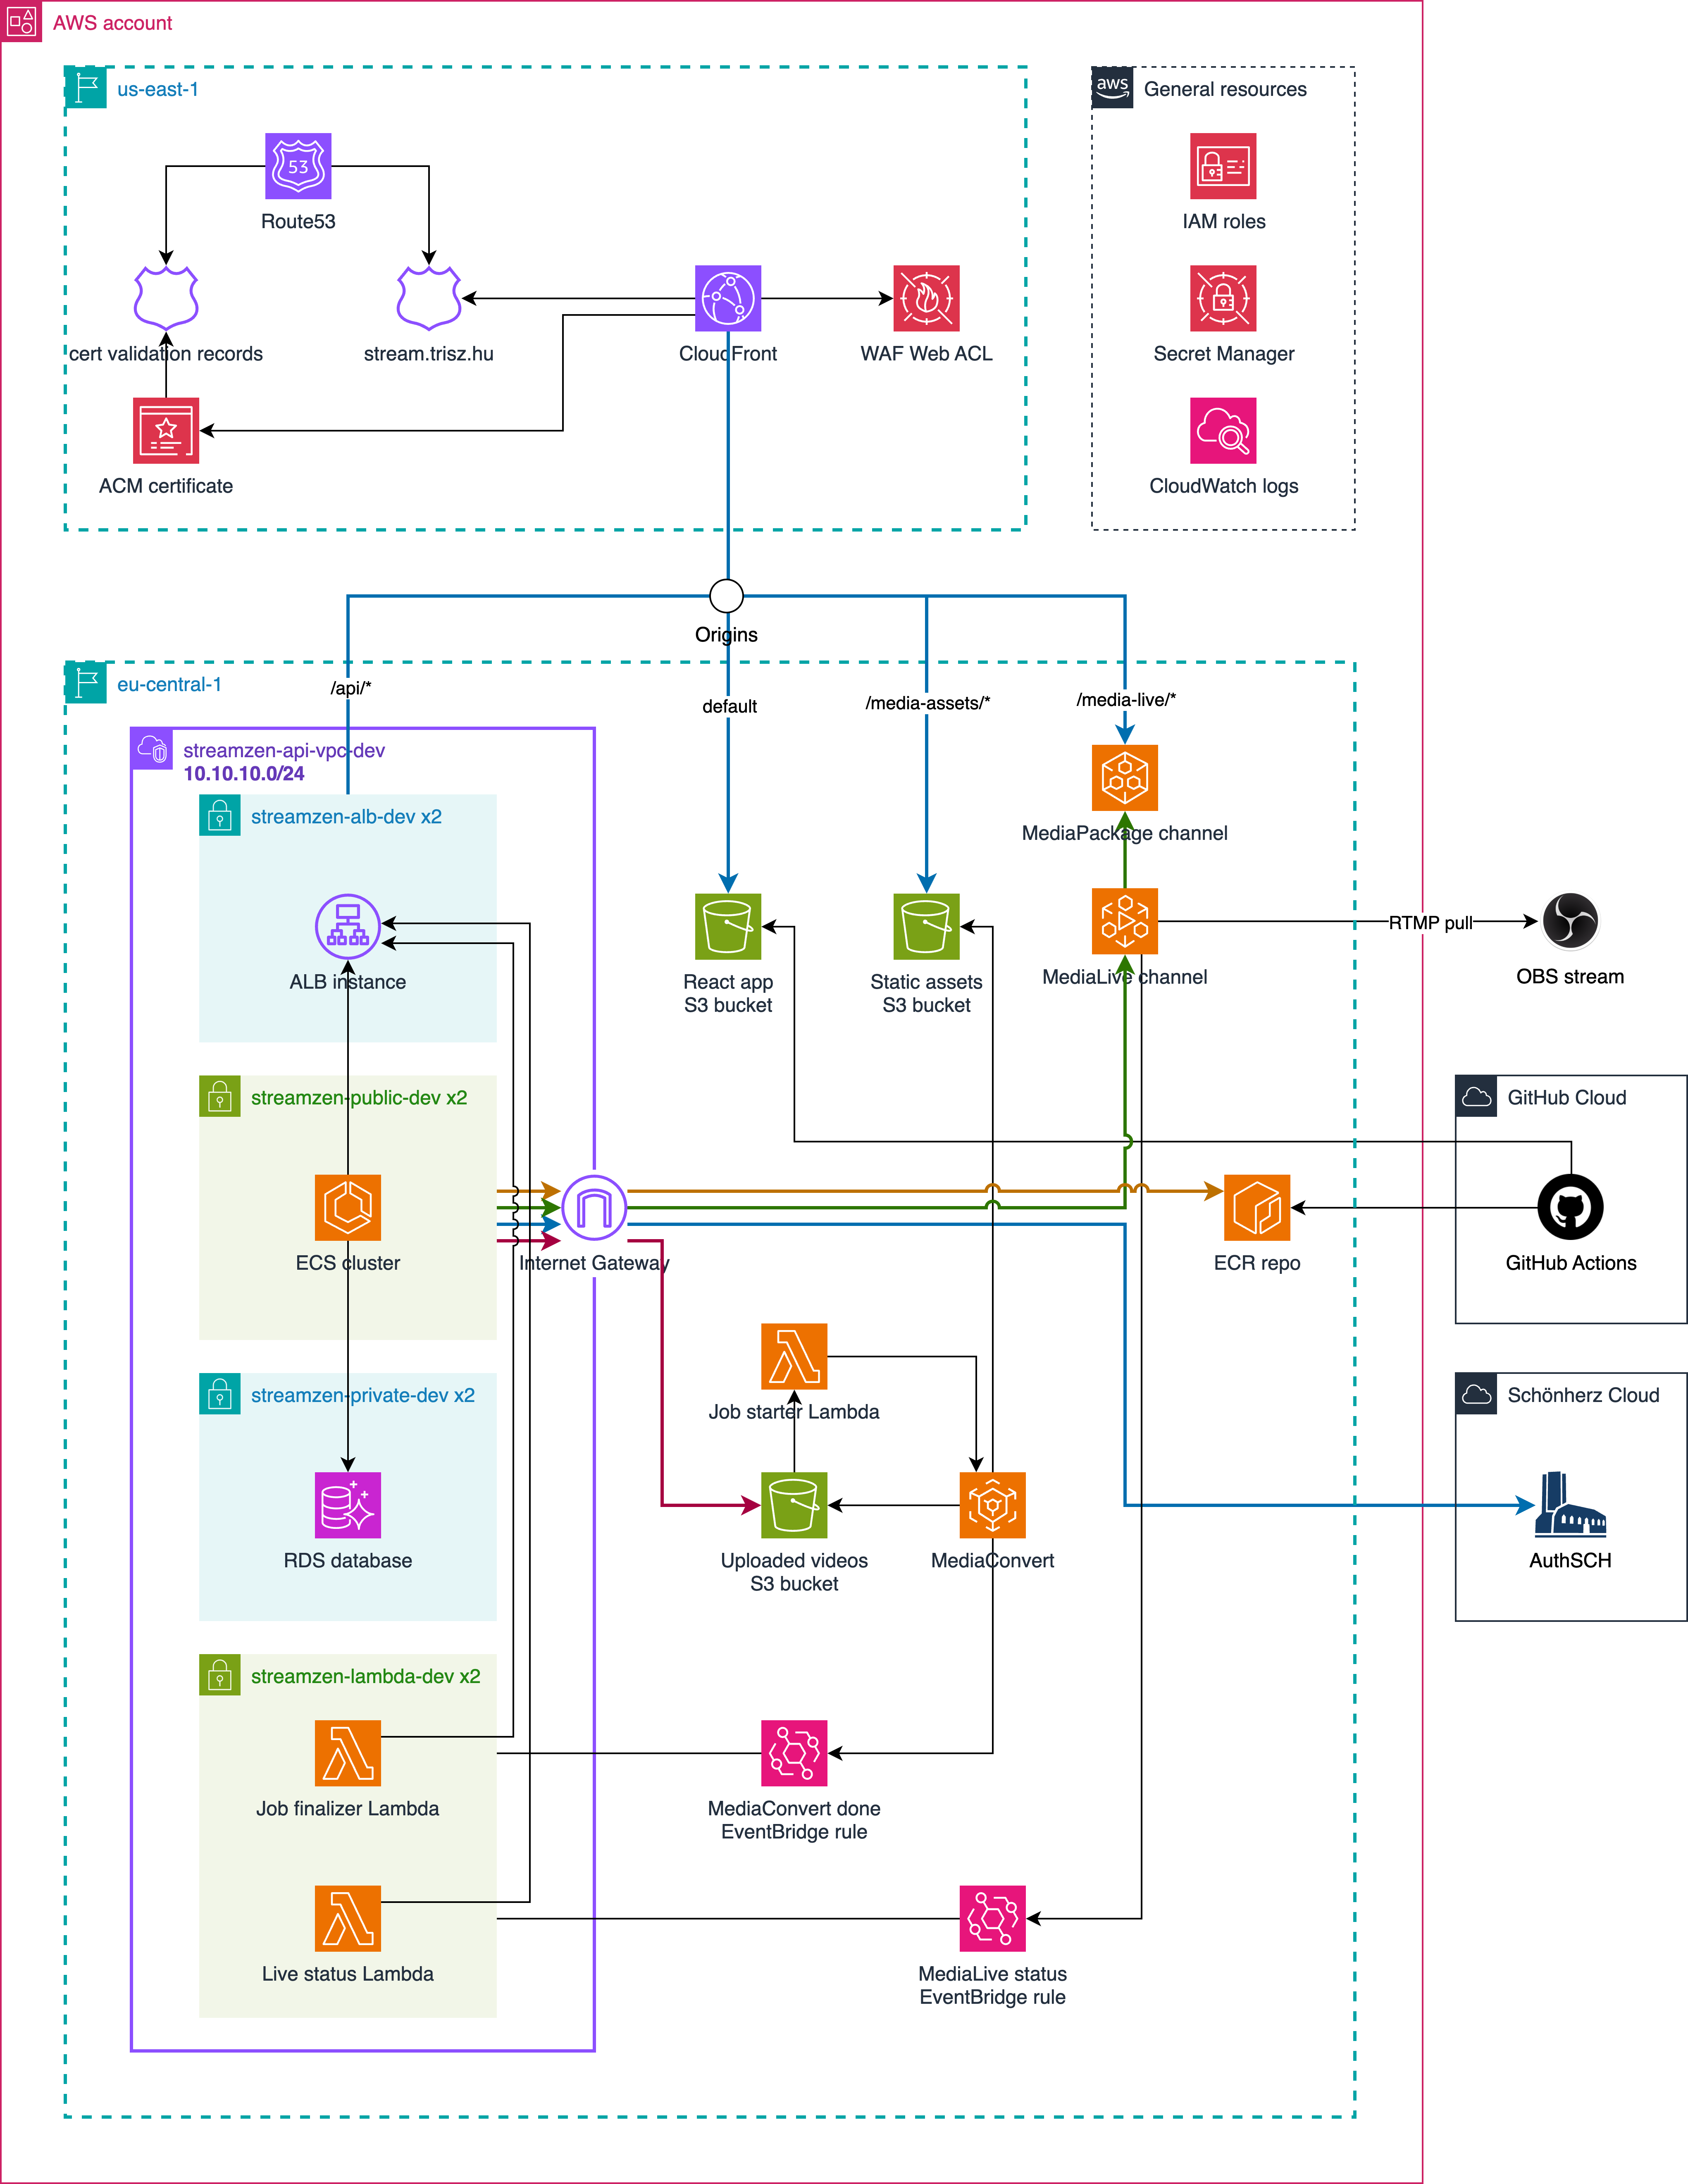 AWS account
us-east-1
aws
General resources
53
Route53
IAM roles
cert validation records
stream.trisz.hu
CloudFront
WAF Web ACL
Secret Manager
ACM certificate
CloudWatch logs
Origins
eu-central-1
/api/*
default
/media-assets/*
/media-live/*
streamzen-api-vpc-dev
10.10.10.0/24
streamzen-alb-dev x2
MediaPackage channel
ALB instance
React app
S3 bucket
Static assets
S3 bucket
MediaLive channel
RTMP pull
OBS stream
streamzen-public-dev x2
GitHub Cloud
ECS cluster
Internet Gateway
ECR repo
GitHub Actions
streamzen-private-dev x2
Job starter Lambda
Schönherz Cloud
RDS database
Uploaded videos
S3 bucket
MediaConvert
AuthSCH
streamzen-lambda-dev x2
Job finalizer Lambda
MediaConvert done
EventBridge rule
Live status Lambda
MediaLive status
EventBridge rule